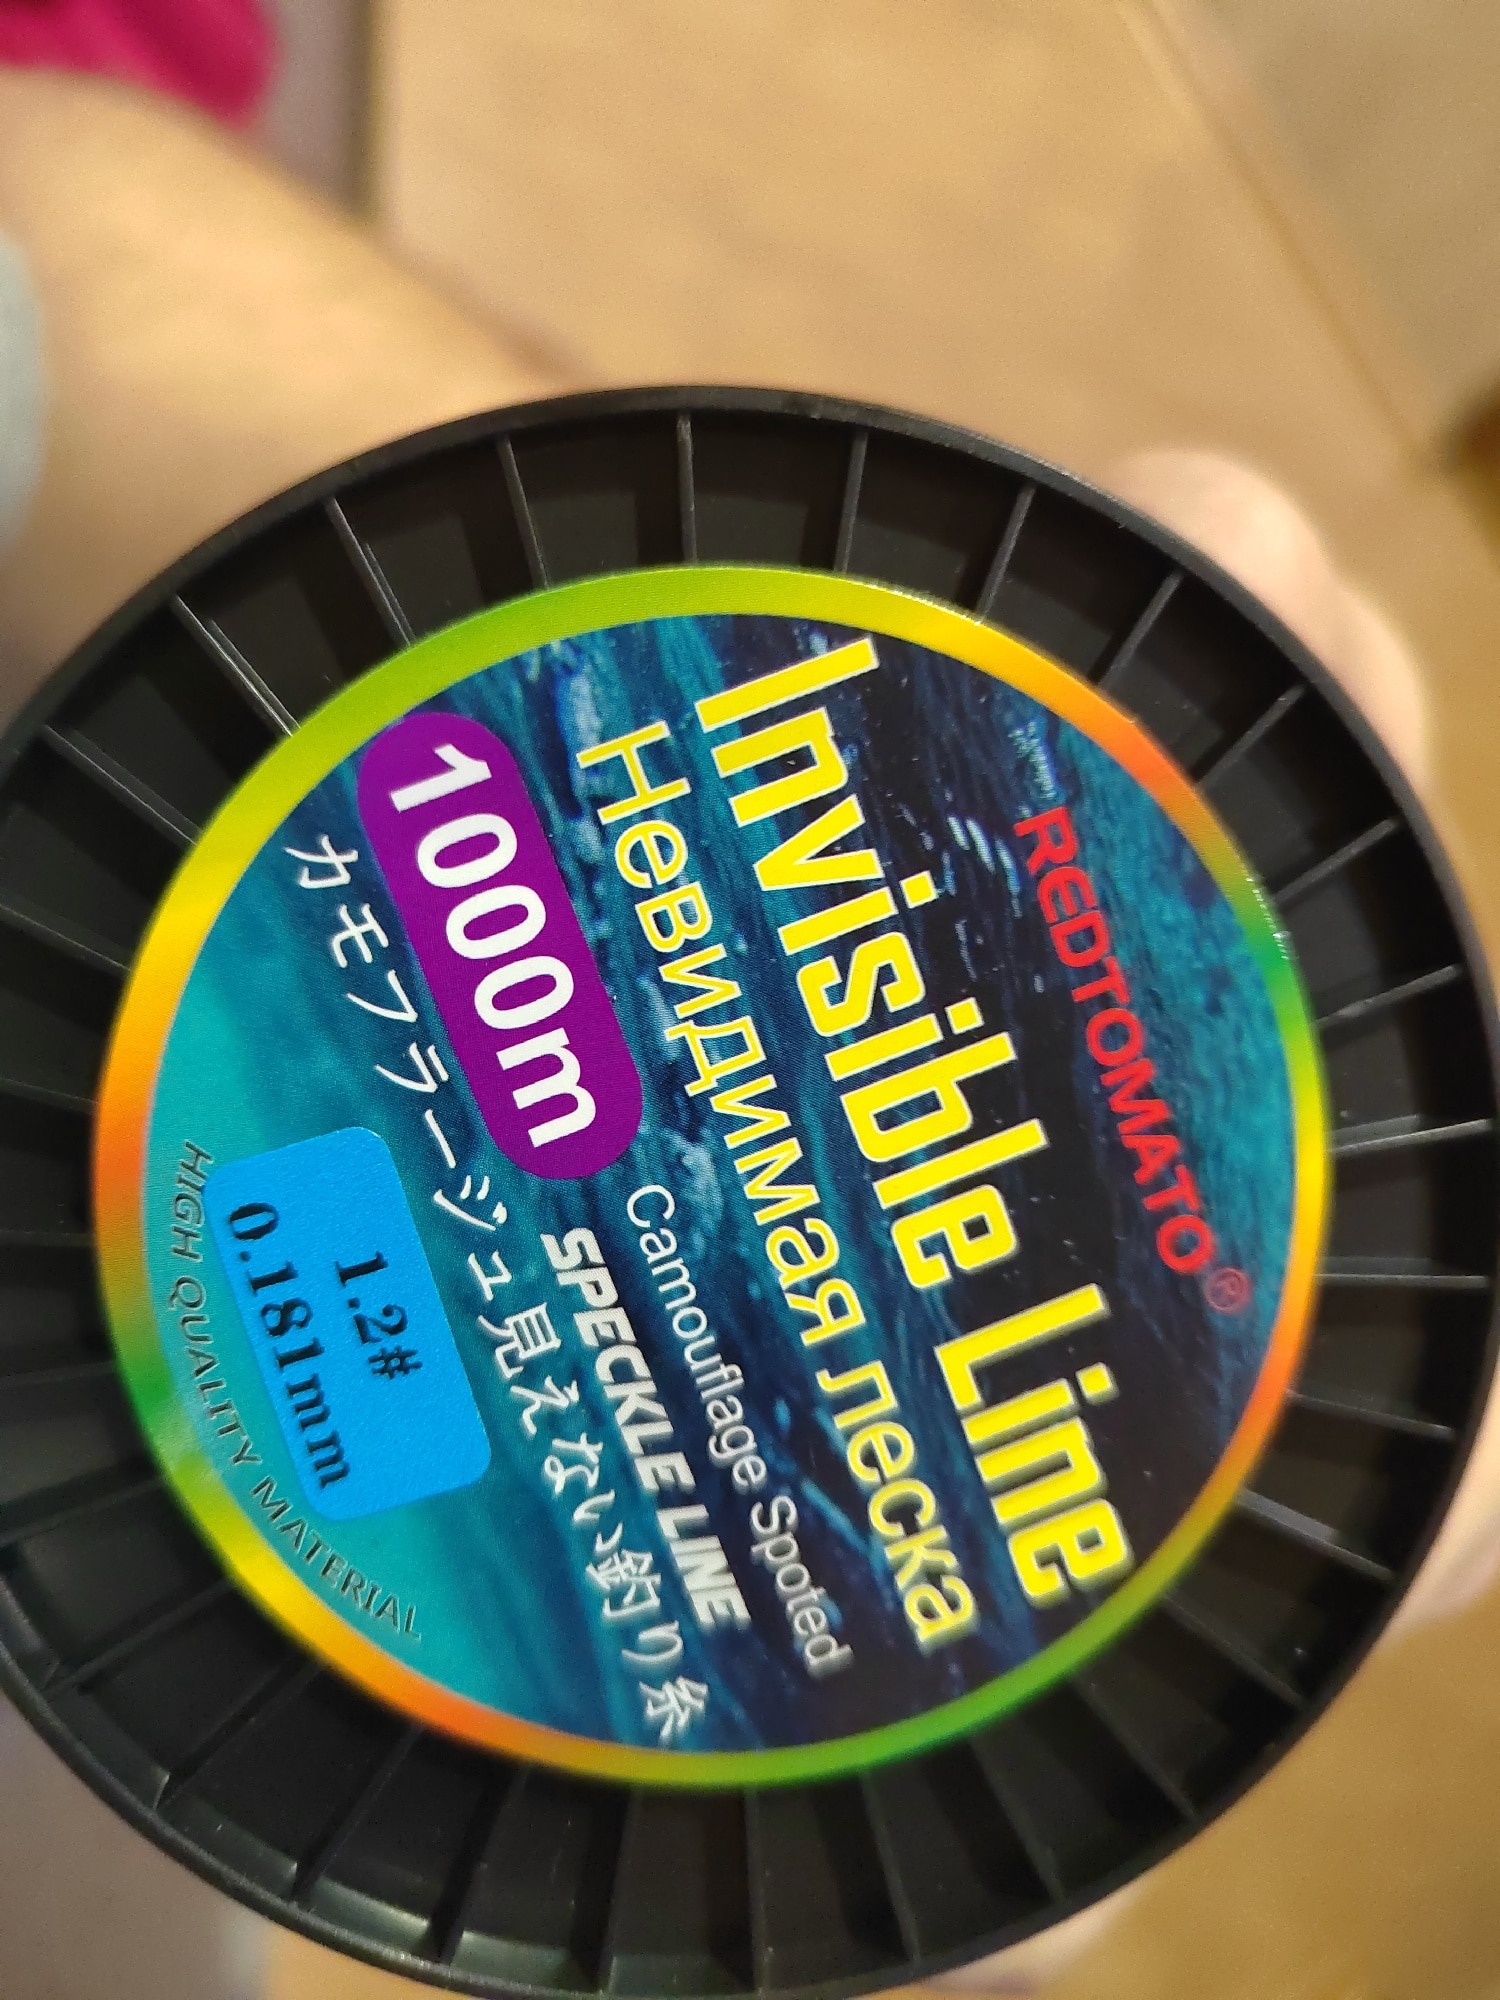 REDTOMATO®
Invisible Line
Невидимая леска
Camouflage Spoted
1000m
SPECKLE LINE
カモフラージュ見えない釣り糸
1.2#
0.181mm
HIGH QUALITY MATERIAL